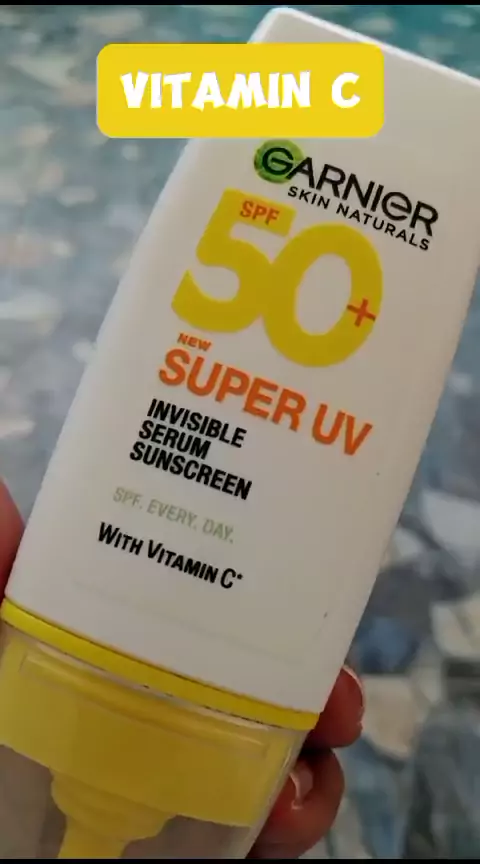 VITAMIN C
GARNIER
SKIN NATURALS
SPF
50+
NEW
SUPER UV
INVISIBLE
SERUM
SUNSCREEN
SPF. EVERY. DAY.
WITH VITAMIN C*